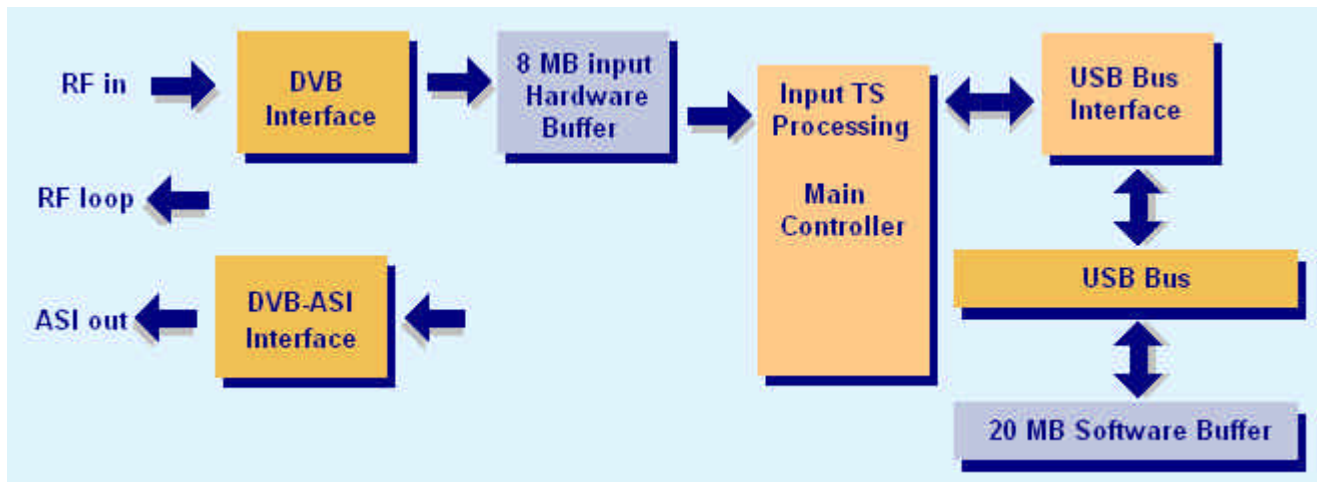 RF in
DVB
Interface
8 MB input
Hardware
Buffer
Input TS
Processing
Main
Controller
USB Bus
Interface
RF loop
ASI out
DVB-ASI
Interface
USB Bus
20 MB Software Buffer